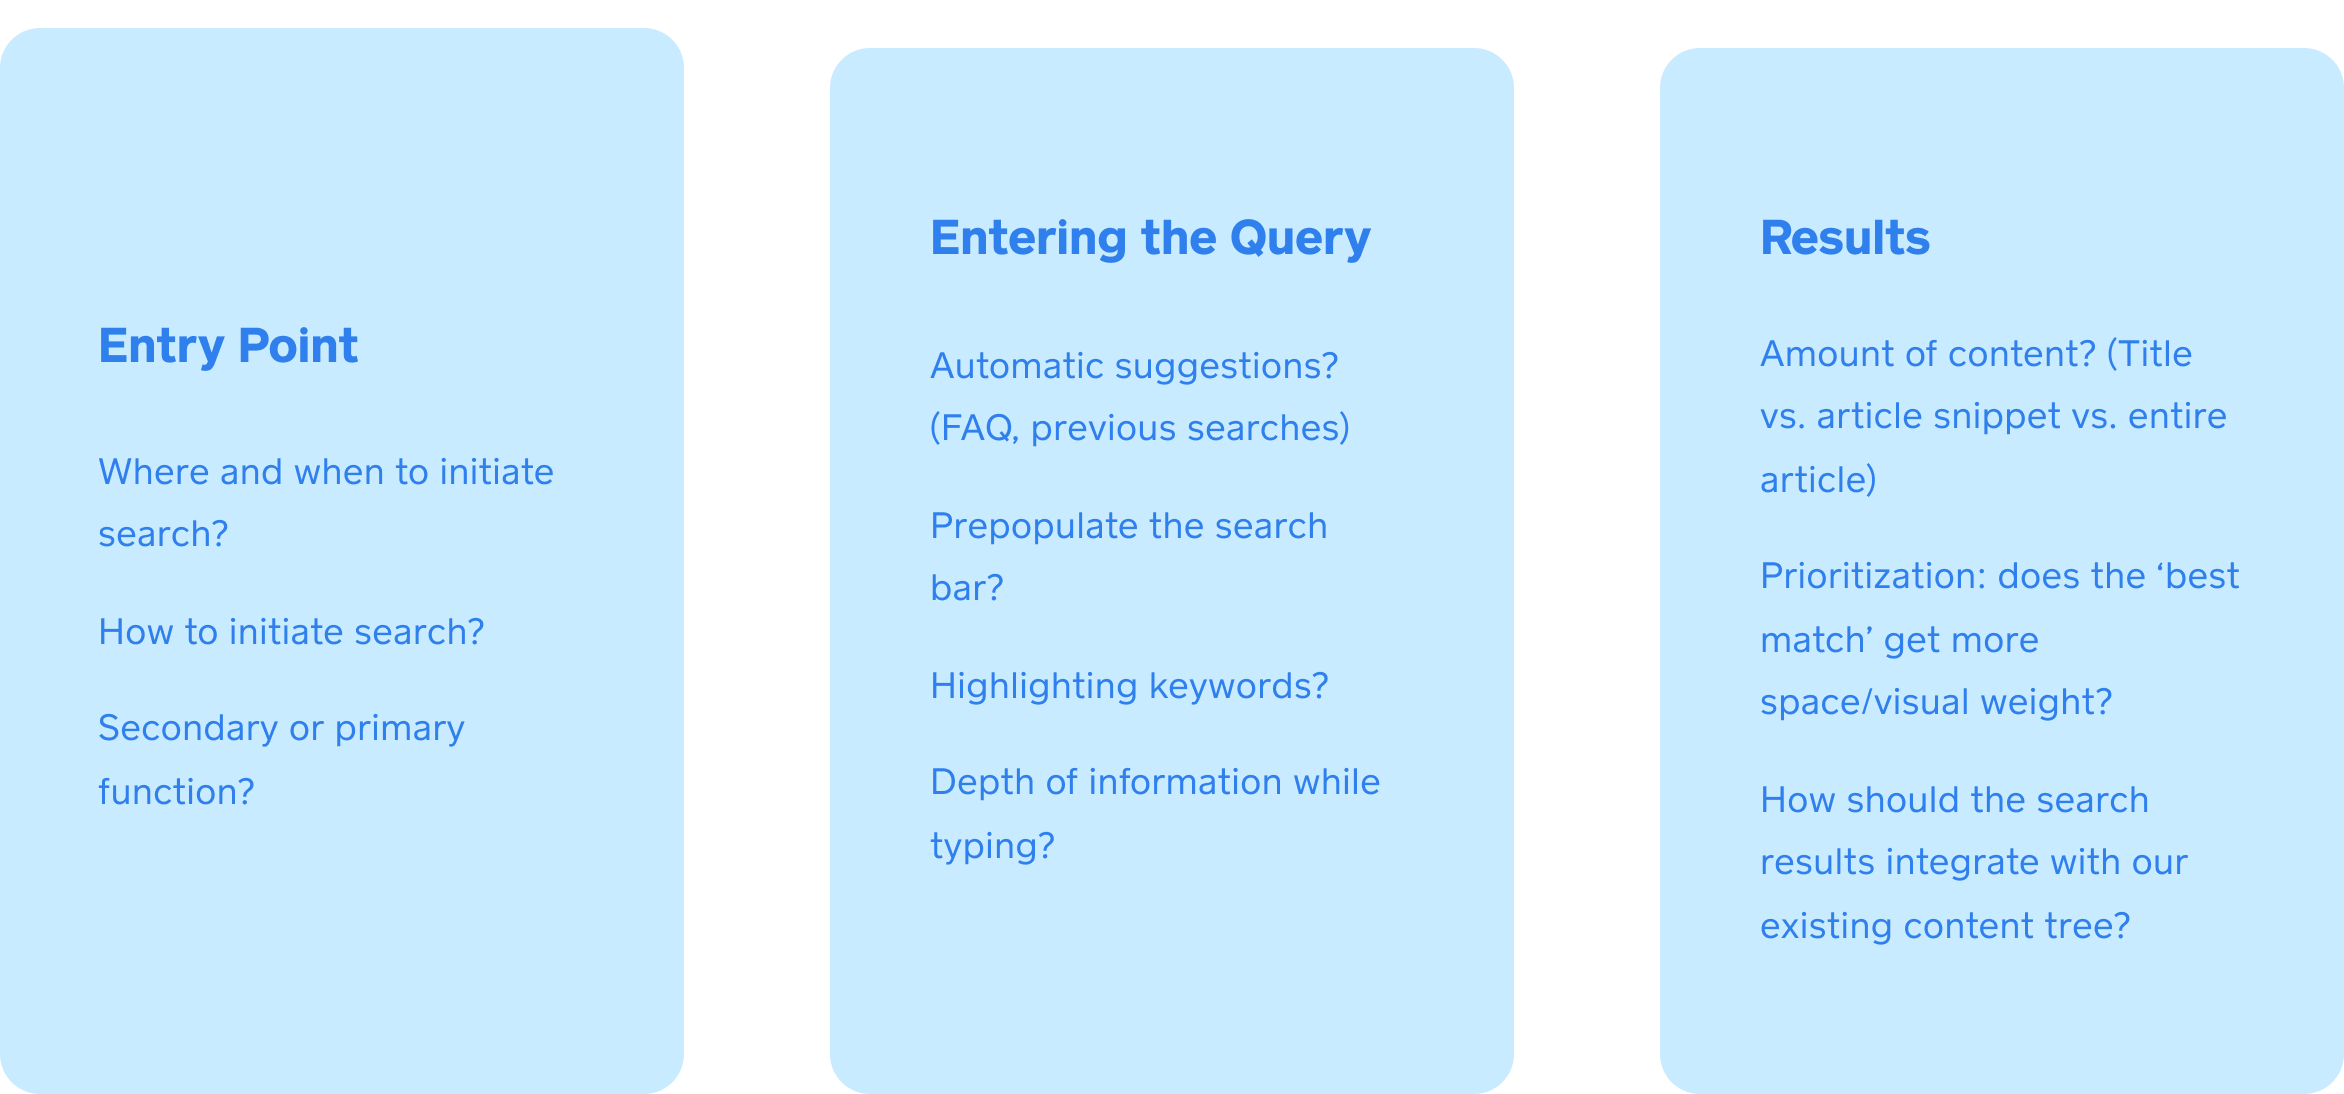 Entry Point
Where and when to initiate
search?
How to initiate search?
Secondary or primary
function?
Entering the Query
Automatic suggestions?
(FAQ, previous searches)
Prepopulate the search
bar?
Highlighting keywords?
Depth of information while
typing?
Results
Amount of content? (Title
vs. article snippet vs. entire
article)
Prioritization: does the ‘best
match’ get more
space/visual weight?
How should the search
results integrate with our
existing content tree?